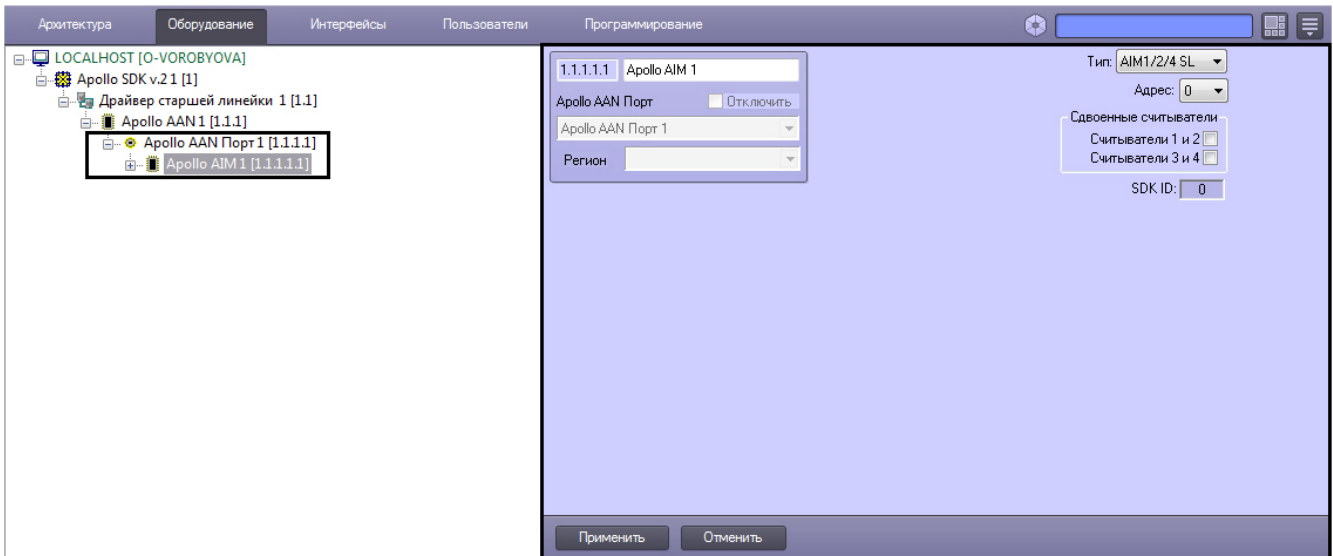 Архитектура Оборудование Интерфейсы Пользователи Программирование
LOCALHOST [O-VOROBYOVA]
Apollo SDK v.2 1 [1]
Драйвер старшей линейки 1 [1.1]
Apollo AAN 1 [1.1.1]
Apollo AAN Порт 1 [1.1.1.1]
Apollo AIM 1 [1.1.1.1.1]
1.1.1.1.1 Apollo AIM 1
Apollo AAN Порт Отключить
Apollo AAN Порт 1
Регион
Тип: AIM1/2/4 SL
Адрес: 0
Сдвоенные считыватели
Считыватели 1 и 2
Считыватели 3 и 4
SDK ID: 0
Применить Отменить